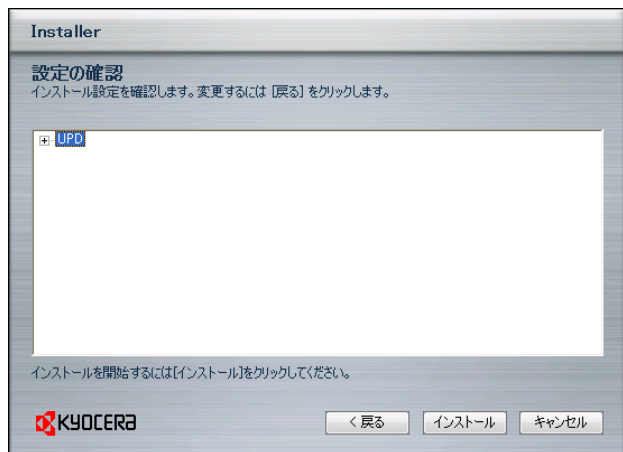 Installer
設定の確認
インストール設定を確認します。変更するには [戻る] をクリックします。
UPD
インストールを開始するには[インストール]をクリックしてください。
KYOCERA
< 戻る
インストール
キャンセル